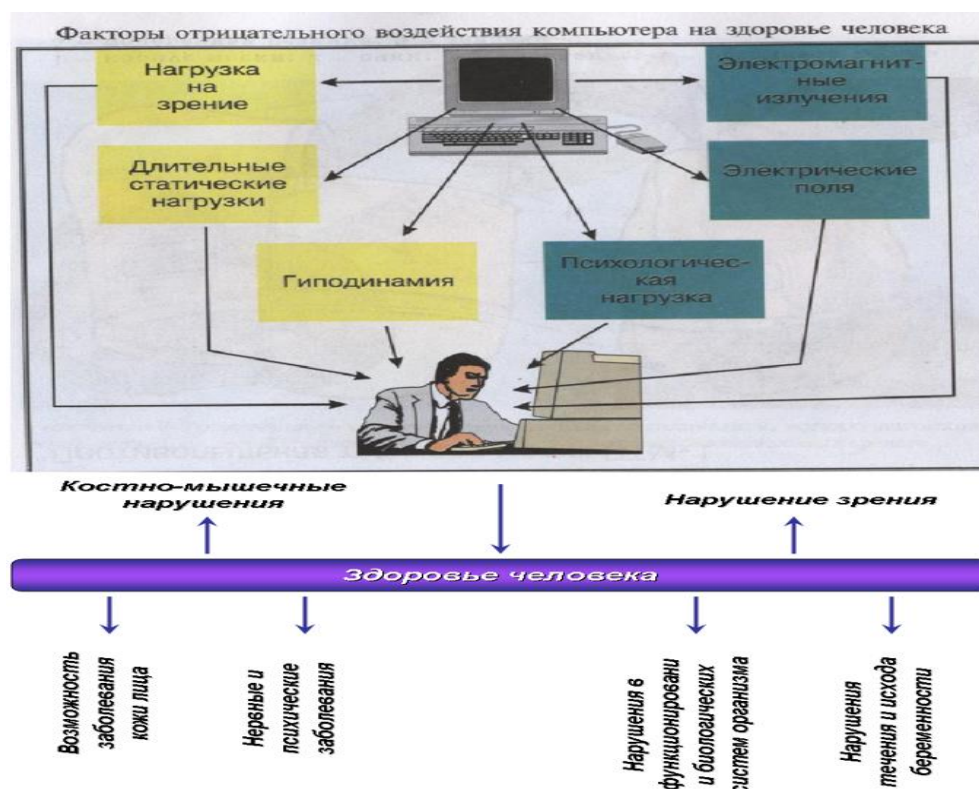 Факторы отрицательного воздействия компьютера на здоровье человека
Нагрузка
на
зрение
Электромагнит-
ные
излучения
Длительные
статические
нагрузки
Электрические
поля
Гиподинамия
Психологичес-
кая
нагрузка
Костно-мышечные
нарушения
Нарушение зрения
Здоровье человека
Возможность
заболевания
кожи лица
Нервные и
психические
заболевания
Нарушения в
функционировани
и биологических
систем организма
Нарушения
течения и исхода
беременности